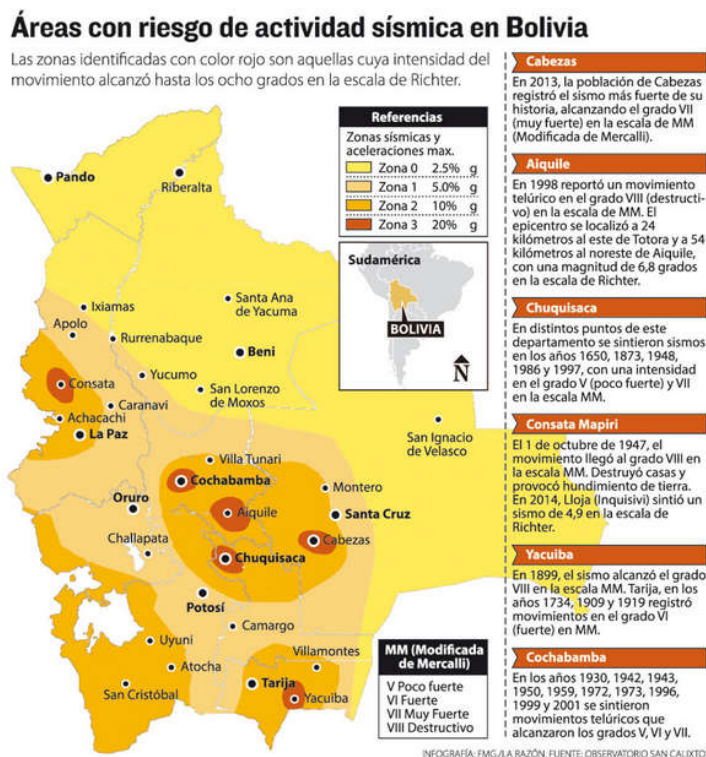 Áreas con riesgo de actividad sísmica en Bolivia
Las zonas identificadas con color rojo son aquellas cuya intensidad del
movimiento alcanzó hasta los ocho grados en la escala de Richter.
Referencias
Zonas sísmicas y
aceleraciones max.
Zona 0 2.5% g
Zona 1 5.0% g
Zona 2 10% g
Zona 3 20% g
Sudamérica
BOLIVIA
N
Pando
Riberalta
Ixiamas
Santa Ana
de Yacuma
Apolo
Rurrenabaque
Beni
Yucumo
Consata
San Lorenzo
de Moxos
Caranavi
Achacachi
La Paz
San Ignacio
de Velasco
Villa Tunari
Cochabamba
Montero
Oruro
Aiquile
Santa Cruz
Challapata
Cabezas
Chuquisaca
Potosí
Camargo
Uyuni
Villamontes
Atocha
San Cristóbal
Tarija
Yacuiba
MM (Modificada
de Mercalli)
V Poco fuerte
VI Fuerte
VII Muy Fuerte
VIII Destructivo
Cabezas
En 2013, la población de Cabezas
registró el sismo más fuerte de su
historia, alcanzando el grado VII
(muy fuerte) en la escala de MM
(Modificada de Mercalli).
Aiquile
En 1998 reportó un movimiento
telúrico en el grado VIII (destructi-
vo) en la escala de MM. El
epicentro se localizó a 24
kilómetros al este de Totora y a 54
kilómetros al noreste de Aiquile,
con una magnitud de 6,8 grados
en la escala de Richter.
Chuquisaca
En distintos puntos de este
departamento se sintieron sismos
en los años 1650, 1873, 1948,
1986 y 1997, con una intensidad
en el grado V (poco fuerte) y VII
en la escala MM.
Consata Mapiri
El 1 de octubre de 1947, el
movimiento llegó al grado VIII en
la escala MM. Destruyó casas y
provocó hundimiento de tierra.
En 2014, Lloja (Inquisivi) sintió un
sismo de 4,9 en la escala de
Richter.
Yacuiba
En 1899, el sismo alcanzó el grado
VIII en la escala MM. Tarija, en los
años 1734, 1909 y 1919 registró
movimientos en el grado VI
(fuerte) en MM.
Cochabamba
En los años 1930, 1942, 1943,
1950, 1959, 1972, 1973, 1996,
1999 y 2001 se sintieron
movimientos telúricos que
alcanzaron los grados V, VI y VII.
INFOGRAFÍA: FMG/LA RAZÓN. FUENTE: OBSERVATORIO SAN CALIXTO